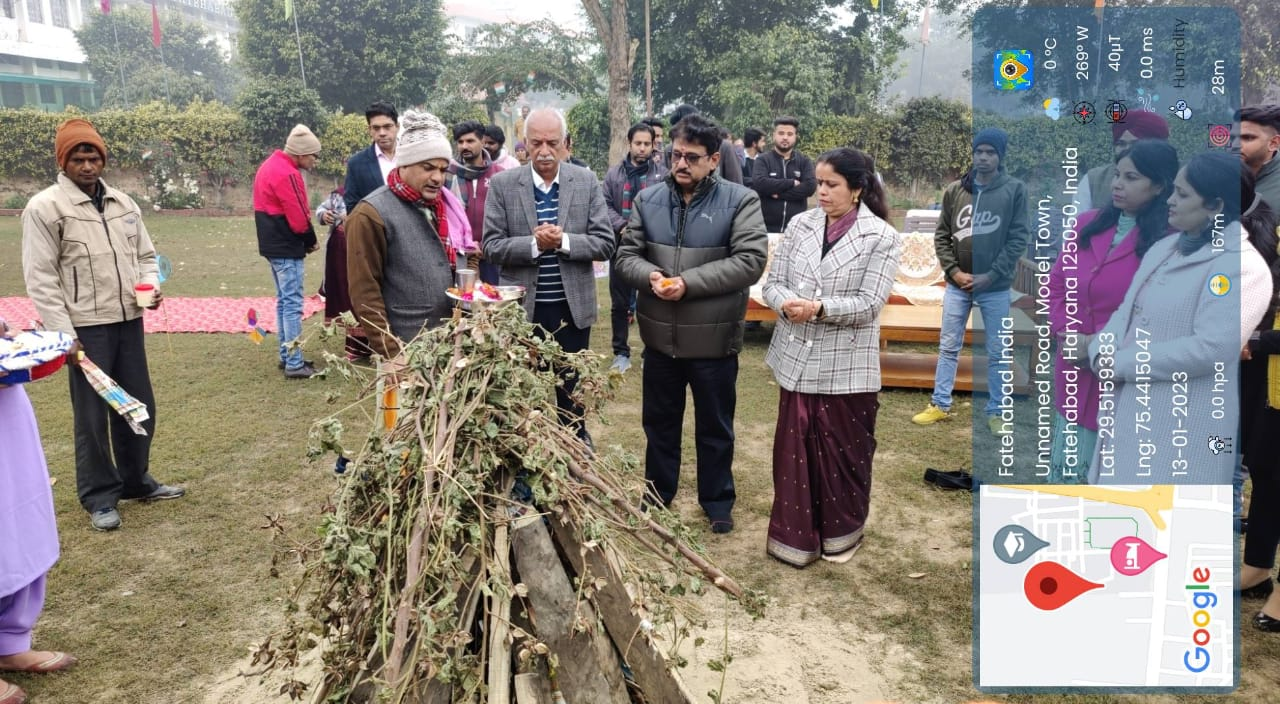 0 °C
269° W
40µT
0.0 ms
Humidity
Fatehabad,India
Unnamed Road, Model Town,
Fatehabad, Haryana 125050, India
Lat: 29.5159383
Lng: 75.4415047
13-01-2023
0.0 hpa
167m
28m
Google
Gap